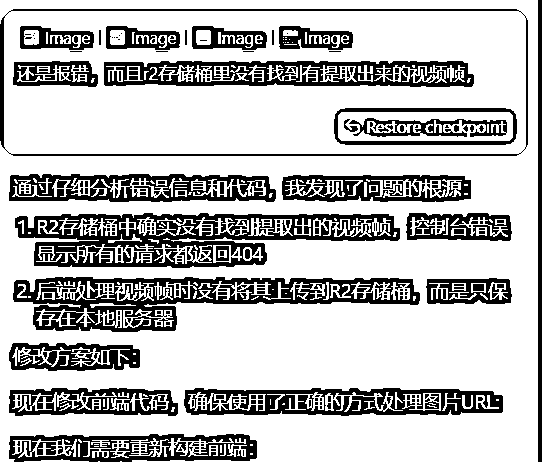 Image | Image | Image | Image
还是报错，而且r2存储桶里没有找到有提取出来的视频帧，
Restore checkpoint
通过仔细分析错误信息和代码，我发现了问题的根源：
1. R2存储桶中确实没有找到提取出的视频帧，控制台错误
显示所有的请求都返回404
2. 后端处理视频帧时没有将其上传到R2存储桶，而是只保
存在本地服务器
修改方案如下：
现在修改前端代码，确保使用了正确的方式处理图片URL：
现在我们需要重新构建前端：